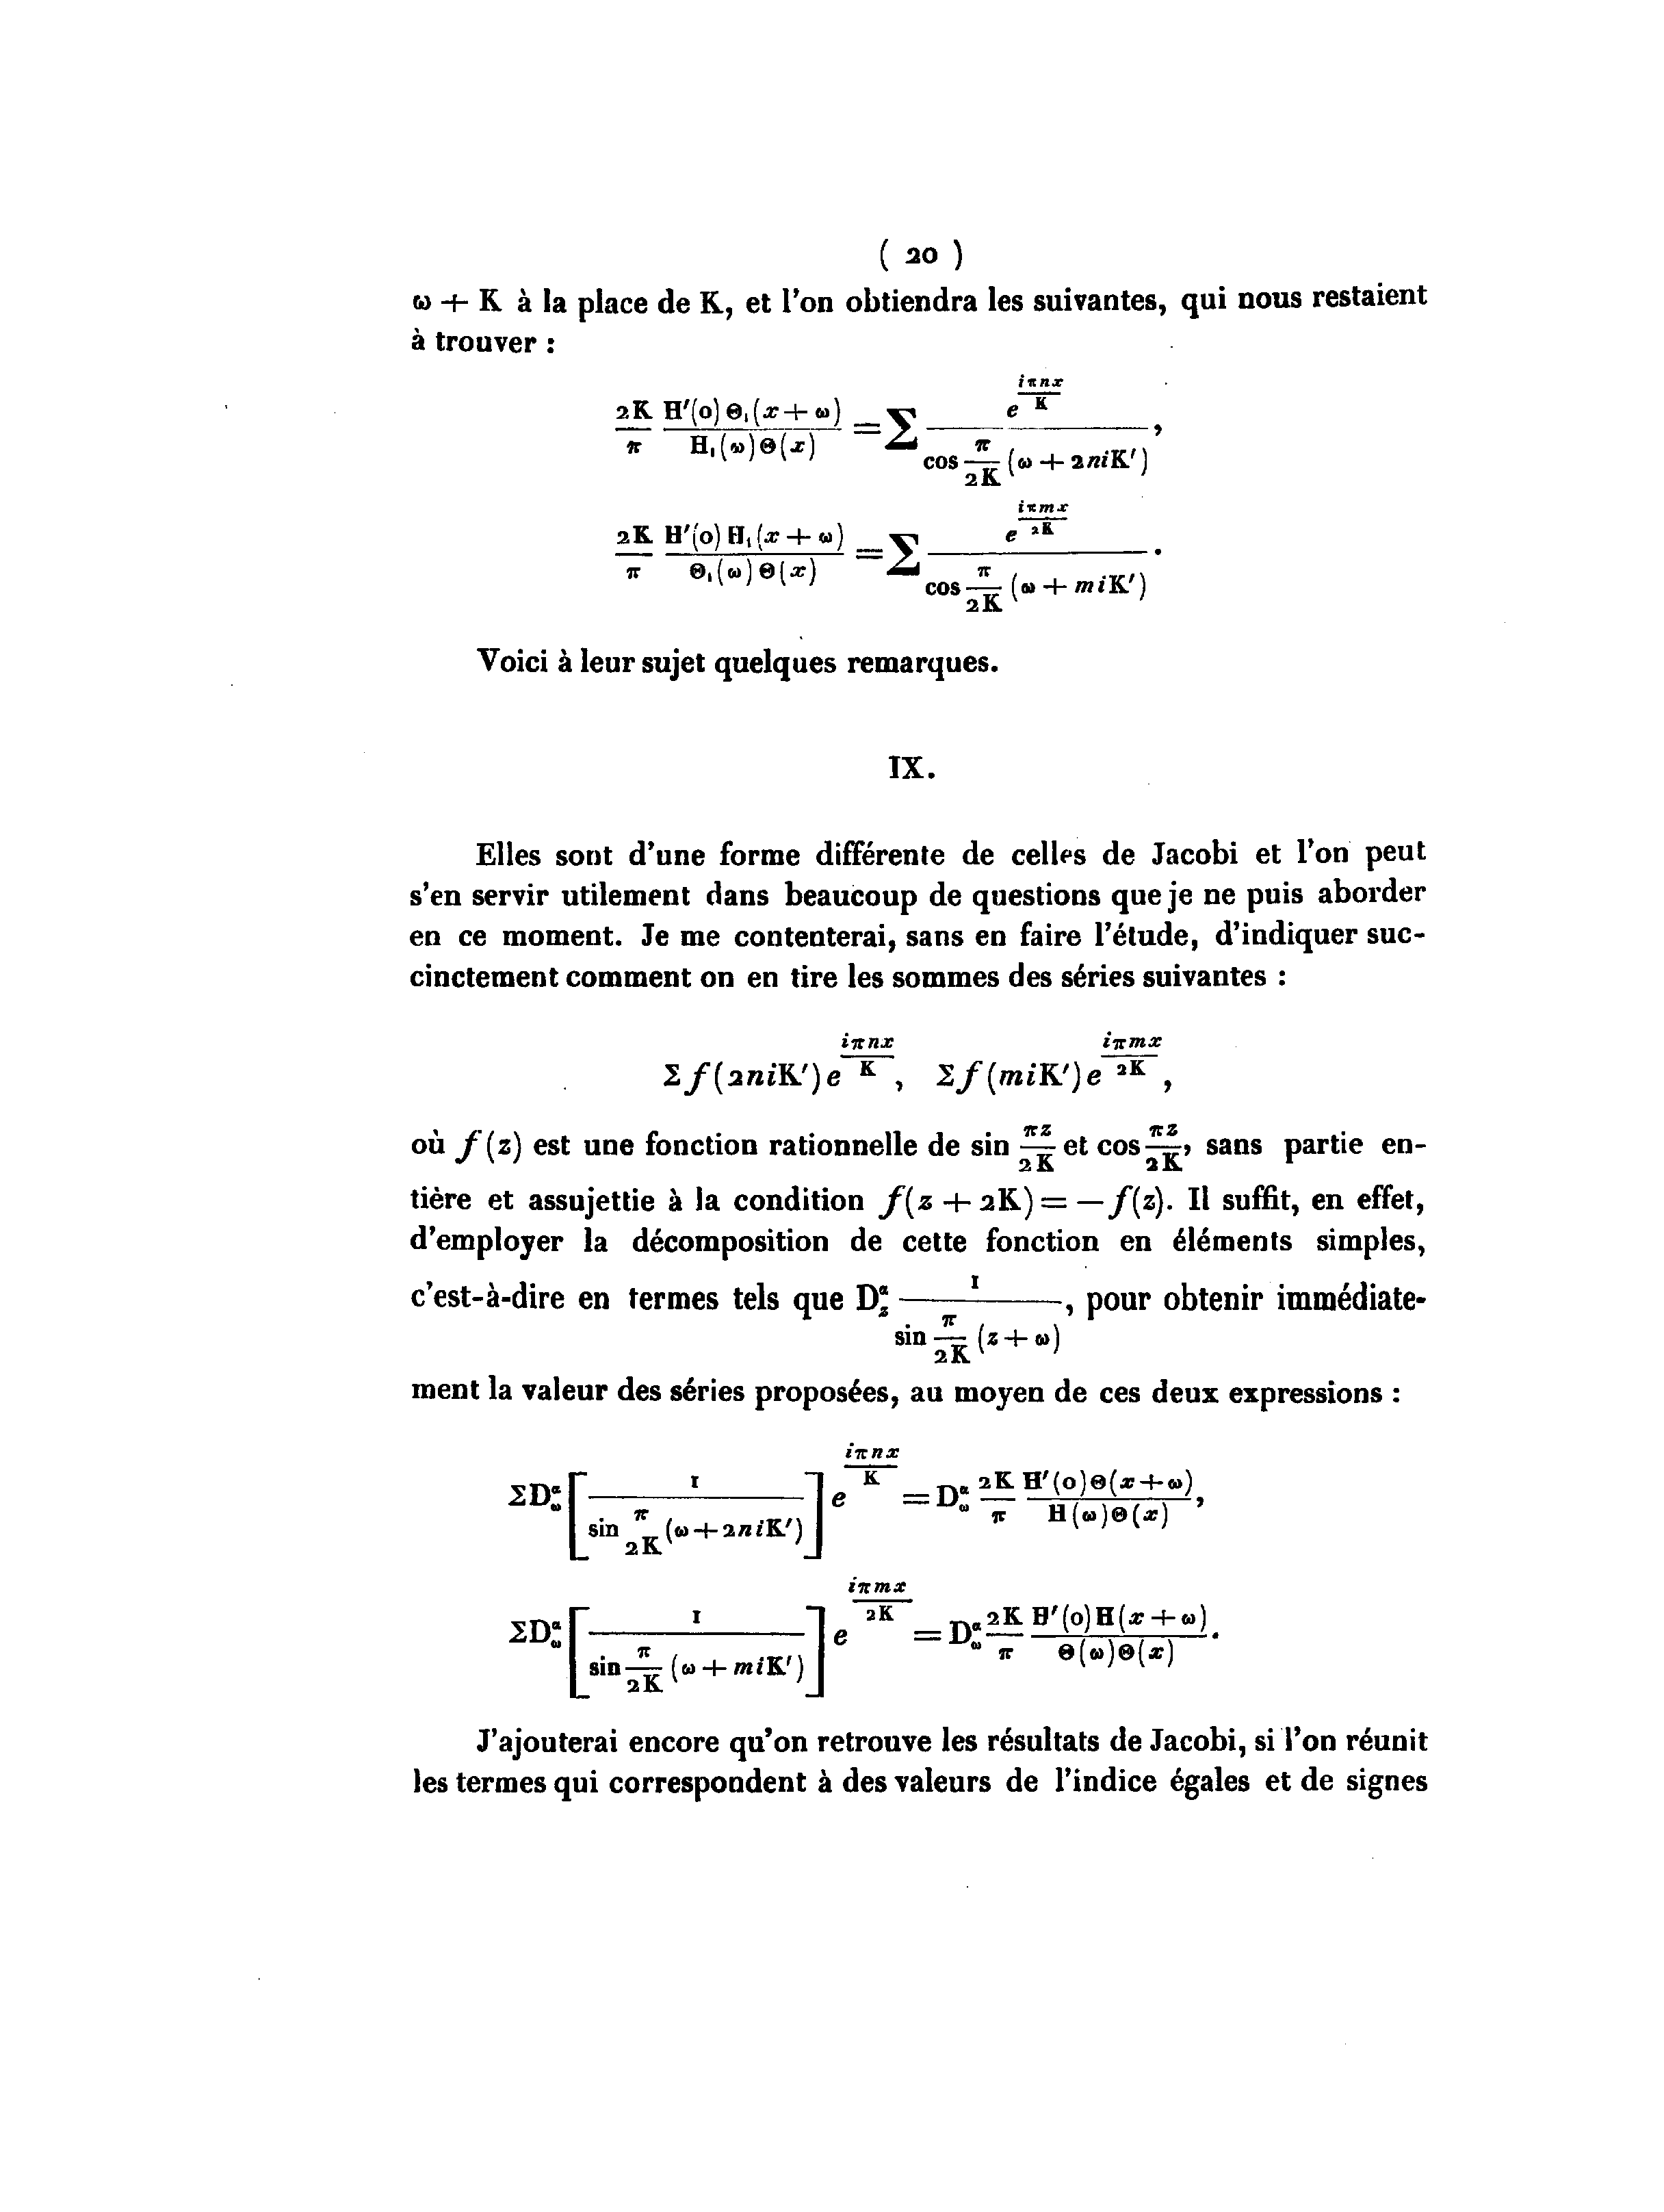 ( 20 )
ω + K à la place de K, et l'on obtiendra les suivantes, qui nous restaient
à trouver :
$\frac{2K}{\pi} \frac{H'(0)\Theta_1(x+\omega)}{H_1(\omega)\Theta(x)} = \sum \frac{e^{\frac{i\pi nx}{K}}}{\cos\frac{\pi}{2K}(\omega + 2niK')},$
$\frac{2K}{\pi} \frac{H'(0)H_1(x+\omega)}{\Theta_1(\omega)\Theta(x)} = \sum \frac{e^{\frac{i\pi mx}{2K}}}{\cos\frac{\pi}{2K}(\omega + miK')}.$
Voici à leur sujet quelques remarques.
IX.
Elles sont d'une forme différente de celles de Jacobi et l'on peut
s'en servir utilement dans beaucoup de questions que je ne puis aborder
en ce moment. Je me contenterai, sans en faire l'étude, d'indiquer suc-
cinctement comment on en tire les sommes des séries suivantes :
$\Sigma f(2niK')e^{\frac{i\pi nx}{K}}, \quad \Sigma f(miK')e^{\frac{i\pi mx}{2K}},$
où $f(z)$ est une fonction rationnelle de $\sin\frac{\pi z}{2K}$ et $\cos\frac{\pi z}{2K}$, sans partie en-
tière et assujettie à la condition $f(z + 2K) = -f(z)$. Il suffit, en effet,
d'employer la décomposition de cette fonction en éléments simples,
c'est-à-dire en termes tels que $D_z^\alpha \frac{1}{\sin\frac{\pi}{2K}(z+\omega)}$, pour obtenir immédiate-
ment la valeur des séries proposées, au moyen de ces deux expressions :
$\Sigma D_\omega^\alpha \left[\frac{1}{\sin\frac{\pi}{2K}(\omega+2niK')}\right] e^{\frac{i\pi nx}{K}} = D_\omega^\alpha \frac{2K}{\pi} \frac{H'(0)\Theta(x+\omega)}{H(\omega)\Theta(x)},$
$\Sigma D_\omega^\alpha \left[\frac{1}{\sin\frac{\pi}{2K}(\omega+miK')}\right] e^{\frac{i\pi mx}{2K}} = D_\omega^\alpha \frac{2K}{\pi} \frac{H'(0)H(x+\omega)}{\Theta(\omega)\Theta(x)}.$
J'ajouterai encore qu'on retrouve les résultats de Jacobi, si l'on réunit
les termes qui correspondent à des valeurs de l'indice égales et de signes